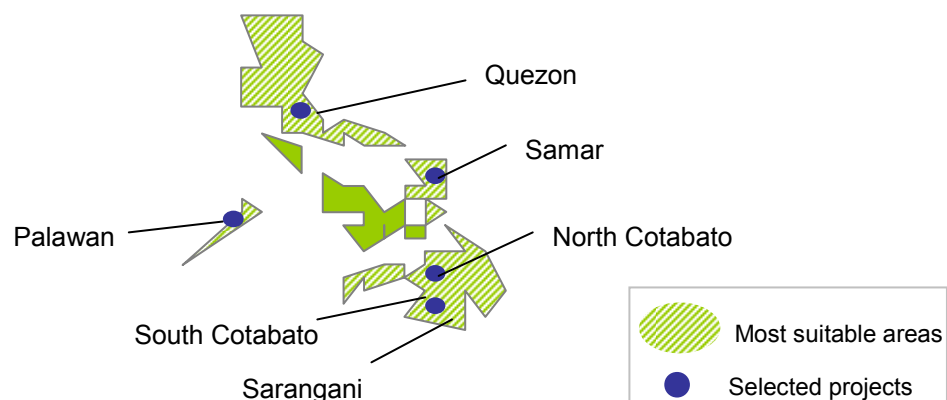 Quezon
Samar
Palawan
North Cotabato
South Cotabato
Sarangani
Most suitable areas
Selected projects